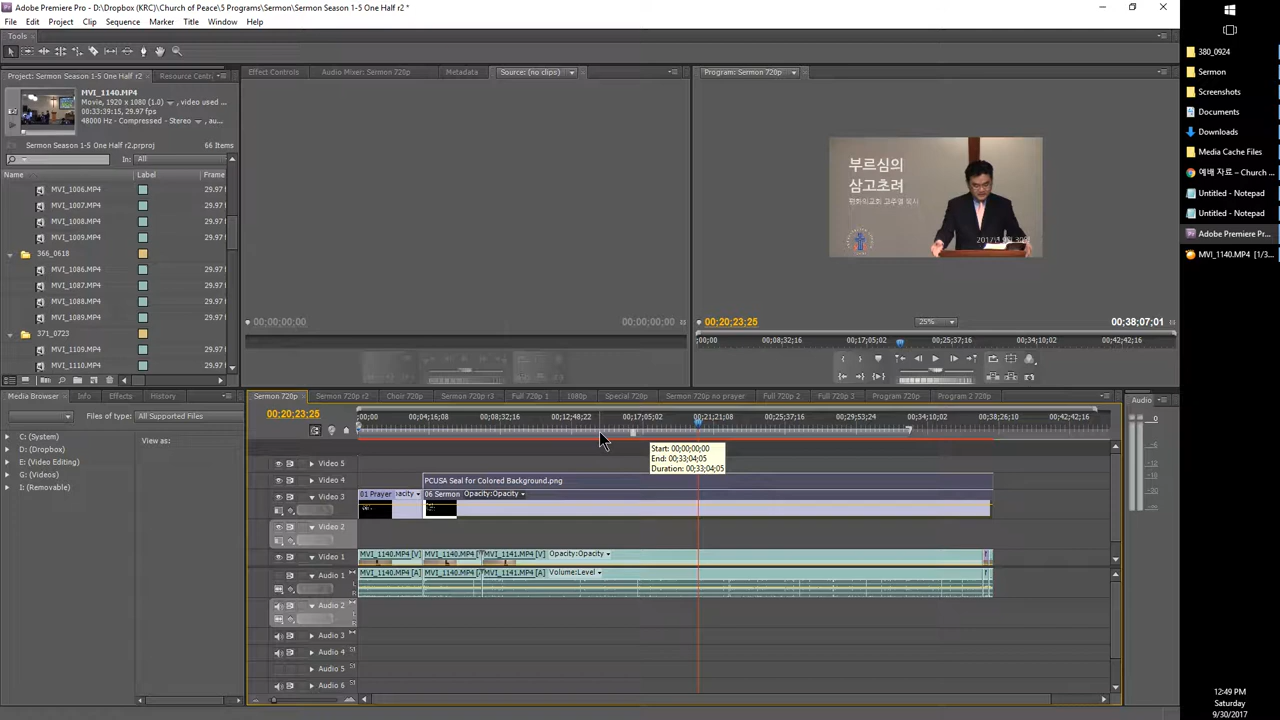 Adobe Premiere Pro - D:\Dropbox (KRC)\Church of Peace\5 Programs\Sermon\Sermon Season 1-5 One Half r2 *
File Edit Project Clip Sequence Marker Title Window Help
Tools
Project: Sermon Season 1-5 One Half r2
Resource Centr
MVI_1140.MP4
Movie, 1920 x 1080 (1.0) , video used ...
00:33:39:15, 29.97 fps
48000 Hz - Compressed - Stereo , au...
Sermon Season 1-5 One Half r2.prproj 66 Items
In: All
Name Label Frame
MVI_1006.MP4 29.97
MVI_1007.MP4 29.97
MVI_1008.MP4 29.97
MVI_1009.MP4 29.97
366_0618
MVI_1086.MP4 29.97
MVI_1087.MP4 29.97
MVI_1088.MP4 29.97
MVI_1089.MP4 29.97
371_0723
MVI_1109.MP4 29.97
MVI_1110.MP4 29.97
Effect Controls Audio Mixer: Sermon 720p Metadata Source: (no clips)
00;00;00;00 00;00;00;00
Program: Sermon 720p
부르심의
삼고초려
평화의교회 고주열 목사
00;20;23;25 25% 00;38;07;01
;00;00 00;08;32;16 00;17;05;02 00;25;37;16 00;34;10;02 00;42;42;16
Media Browser Info Effects History
Files of type: All Supported Files
C: (System) View as:
D: (Dropbox)
E: (Video Editing)
G: (Videos)
I: (Removable)
Sermon 720p Sermon 720p r2 Choir 720p Sermon 720p r3 Full 720p 1 1080p Special 720p Sermon 720p no prayer Full 720p 2 Full 720p 3 Program 720p Program 2 720p
00;20;23;25
;00;00 00;04;16;08 00;08;32;16 00;12;48;22 00;17;05;02 00;21;21;08 00;25;37;16 00;29;53;24 00;34;10;02 00;38;26;10 00;42;42;16
Start: 00;00;00;00
End: 00;33;04;05
Duration: 00;33;04;05
Video 5
Video 4 PCUSA Seal for Colored Background.png
Video 3 01 Prayer pacity 06 Sermon Opacity:Opacity
Video 2
Video 1 MVI_1140.MP4 [V] MVI_1140.MP4 [ MVI_1141.MP4 [V] Opacity:Opacity
Audio 1 MVI_1140.MP4 [A] MVI_1140.MP4 [ MVI_1141.MP4 [A] Volume:Level
Audio 2
Audio 3
Audio 4
Audio 5
Audio 6
Audio
0
380_0924
Sermon
Screenshots
Documents
Downloads
Media Cache Files
예배 자료 – Church ...
Untitled - Notepad
Untitled - Notepad
Adobe Premiere Pr...
MVI_1140.MP4 [1/3...
12:49 PM
Saturday
9/30/2017